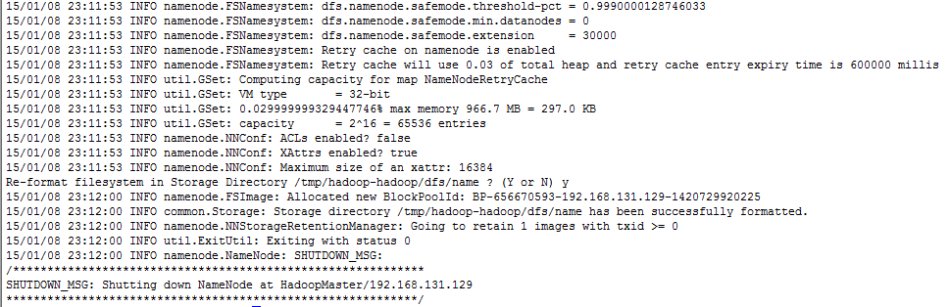 15/01/08 23:11:53 INFO namenode.FSNamesystem: dfs.namenode.safemode.threshold-pct = 0.9990000128746033
15/01/08 23:11:53 INFO namenode.FSNamesystem: dfs.namenode.safemode.min.datanodes = 0
15/01/08 23:11:53 INFO namenode.FSNamesystem: dfs.namenode.safemode.extension     = 30000
15/01/08 23:11:53 INFO namenode.FSNamesystem: Retry cache on namenode is enabled
15/01/08 23:11:53 INFO namenode.FSNamesystem: Retry cache will use 0.03 of total heap and retry cache entry expiry time is 600000 millis
15/01/08 23:11:53 INFO util.GSet: Computing capacity for map NameNodeRetryCache
15/01/08 23:11:53 INFO util.GSet: VM type       = 32-bit
15/01/08 23:11:53 INFO util.GSet: 0.029999999329447746% max memory 966.7 MB = 297.0 KB
15/01/08 23:11:53 INFO util.GSet: capacity      = 2^16 = 65536 entries
15/01/08 23:11:53 INFO namenode.NNConf: ACLs enabled? false
15/01/08 23:11:53 INFO namenode.NNConf: XAttrs enabled? true
15/01/08 23:11:53 INFO namenode.NNConf: Maximum size of an xattr: 16384
Re-format filesystem in Storage Directory /tmp/hadoop-hadoop/dfs/name ? (Y or N) y
15/01/08 23:12:00 INFO namenode.FSImage: Allocated new BlockPoolId: BP-656670593-192.168.131.129-1420729920225
15/01/08 23:12:00 INFO common.Storage: Storage directory /tmp/hadoop-hadoop/dfs/name has been successfully formatted.
15/01/08 23:12:00 INFO namenode.NNStorageRetentionManager: Going to retain 1 images with txid >= 0
15/01/08 23:12:00 INFO util.ExitUtil: Exiting with status 0
15/01/08 23:12:00 INFO namenode.NameNode: SHUTDOWN_MSG:
/************************************************************
SHUTDOWN_MSG: Shutting down NameNode at HadoopMaster/192.168.131.129
************************************************************/